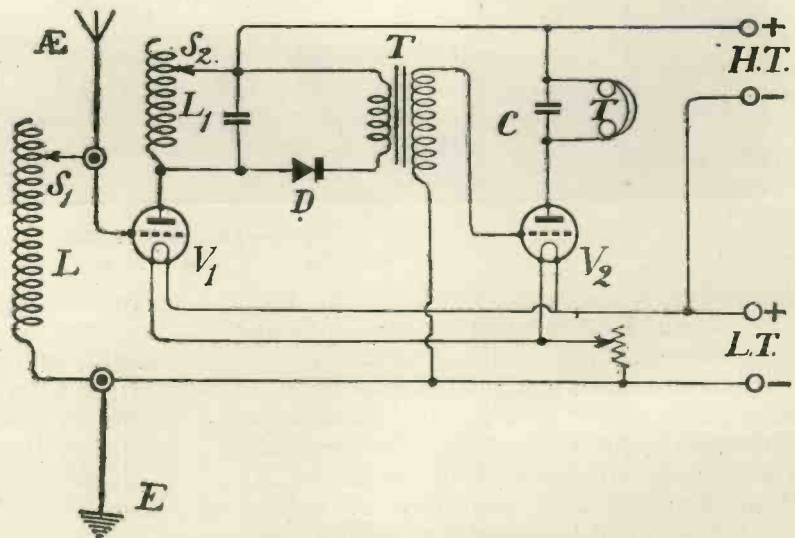 Æ
S₂
T
+
H.T.
−
L₁
C
T
S₁
D
L
V₁
V₂
+
L.T.
−
E